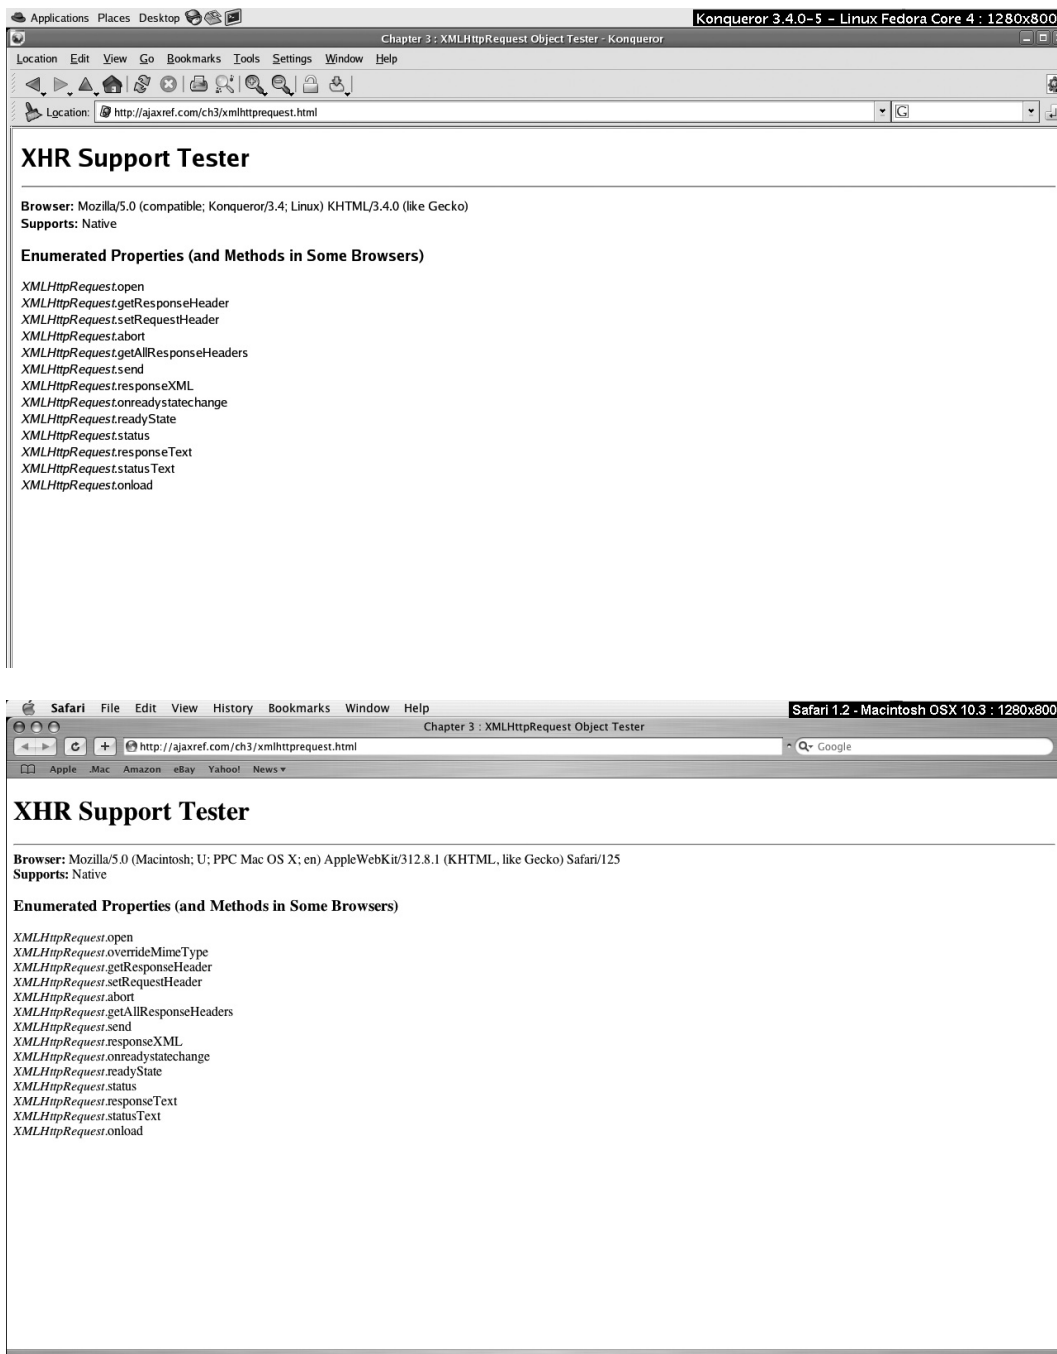 Applications Places Desktop
Konqueror 3.4.0-5 - Linux Fedora Core 4 : 1280x800
Chapter 3 : XMLHttpRequest Object Tester - Konqueror
Location Edit View Go Bookmarks Tools Settings Window Help
Location: http://ajaxref.com/ch3/xmlhttprequest.html
G
XHR Support Tester
Browser: Mozilla/5.0 (compatible; Konqueror/3.4; Linux) KHTML/3.4.0 (like Gecko)
Supports: Native
Enumerated Properties (and Methods in Some Browsers)
XMLHttpRequest.open
XMLHttpRequest.getResponseHeader
XMLHttpRequest.setRequestHeader
XMLHttpRequest.abort
XMLHttpRequest.getAllResponseHeaders
XMLHttpRequest.send
XMLHttpRequest.responseXML
XMLHttpRequest.onreadystatechange
XMLHttpRequest.readyState
XMLHttpRequest.status
XMLHttpRequest.responseText
XMLHttpRequest.statusText
XMLHttpRequest.onload
Safari File Edit View History Bookmarks Window Help
Safari 1.2 - Macintosh OSX 10.3 : 1280x800
Chapter 3 : XMLHttpRequest Object Tester
http://ajaxref.com/ch3/xmlhttprequest.html
Google
Apple .Mac Amazon eBay Yahoo! News
XHR Support Tester
Browser: Mozilla/5.0 (Macintosh; U; PPC Mac OS X; en) AppleWebKit/312.8.1 (KHTML, like Gecko) Safari/125
Supports: Native
Enumerated Properties (and Methods in Some Browsers)
XMLHttpRequest.open
XMLHttpRequest.overrideMimeType
XMLHttpRequest.getResponseHeader
XMLHttpRequest.setRequestHeader
XMLHttpRequest.abort
XMLHttpRequest.getAllResponseHeaders
XMLHttpRequest.send
XMLHttpRequest.responseXML
XMLHttpRequest.onreadystatechange
XMLHttpRequest.readyState
XMLHttpRequest.status
XMLHttpRequest.responseText
XMLHttpRequest.statusText
XMLHttpRequest.onload